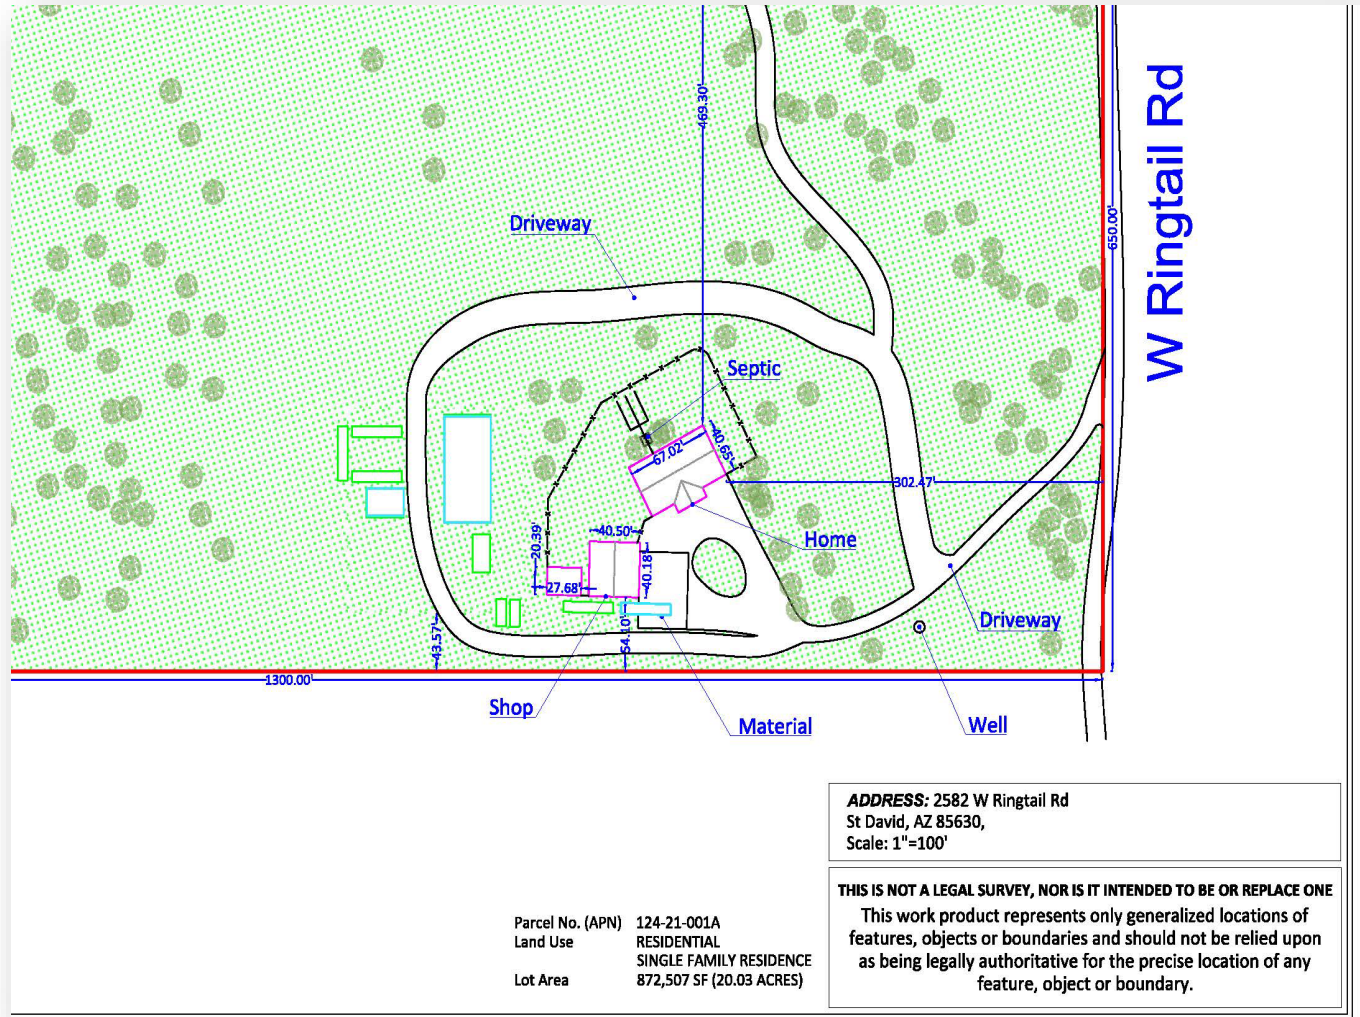 W Ringtail Rd
469.30'
650.00'
Driveway
Septic
67.02'
40.65'
302.47'
Home
40.50'
20.39'
40.18'
27.68'
Driveway
43.57'
54.10'
1300.00'
Shop
Material
Well
ADDRESS: 2582 W Ringtail Rd
St David, AZ 85630,
Scale: 1"=100'
THIS IS NOT A LEGAL SURVEY, NOR IS IT INTENDED TO BE OR REPLACE ONE
This work product represents only generalized locations of
features, objects or boundaries and should not be relied upon
as being legally authoritative for the precise location of any
feature, object or boundary.
Parcel No. (APN) 124-21-001A
Land Use RESIDENTIAL
SINGLE FAMILY RESIDENCE
Lot Area 872,507 SF (20.03 ACRES)